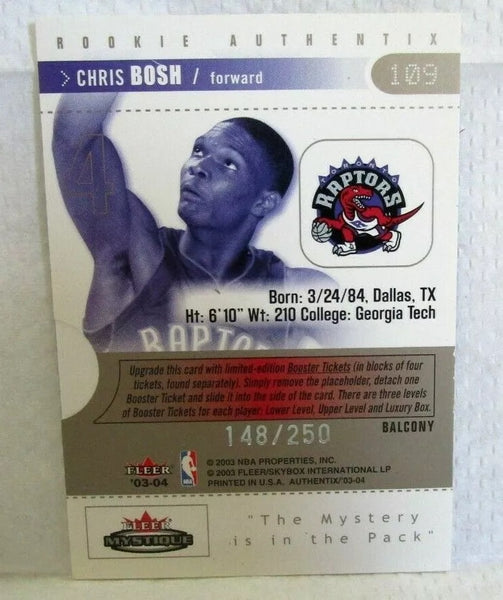 ROOKIE AUTHENTIX
> CHRIS BOSH / forward
109
4
TORONTO
RAPTORS
Born: 3/24/84, Dallas, TX
Ht: 6'10" Wt: 210 College: Georgia Tech
RAPTORS
Upgrade this card with limited-edition Booster Tickets (in blocks of four
tickets, found separately). Simply remove the placeholder, detach one
Booster Ticket and slide it into the side of the card. There are three levels
of Booster Tickets for each player: Lower Level, Upper Level and Luxury Box.
148/250
BALCONY
FLEER
'03-04
NBA
© 2003 NBA PROPERTIES, INC.
© 2003 FLEER/SKYBOX INTERNATIONAL LP
PRINTED IN U.S.A. AUTHENTIX/'03-04
FLEER
MYSTIQUE
"The Mystery
is in the Pack"